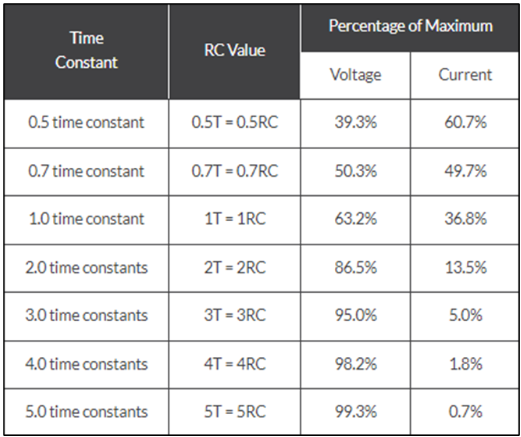 Time
Constant
RC Value
Percentage of Maximum
Voltage
Current
0.5 time constant 0.5T = 0.5RC 39.3% 60.7%
0.7 time constant 0.7T = 0.7RC 50.3% 49.7%
1.0 time constant 1T = 1RC 63.2% 36.8%
2.0 time constants 2T = 2RC 86.5% 13.5%
3.0 time constants 3T = 3RC 95.0% 5.0%
4.0 time constants 4T = 4RC 98.2% 1.8%
5.0 time constants 5T = 5RC 99.3% 0.7%